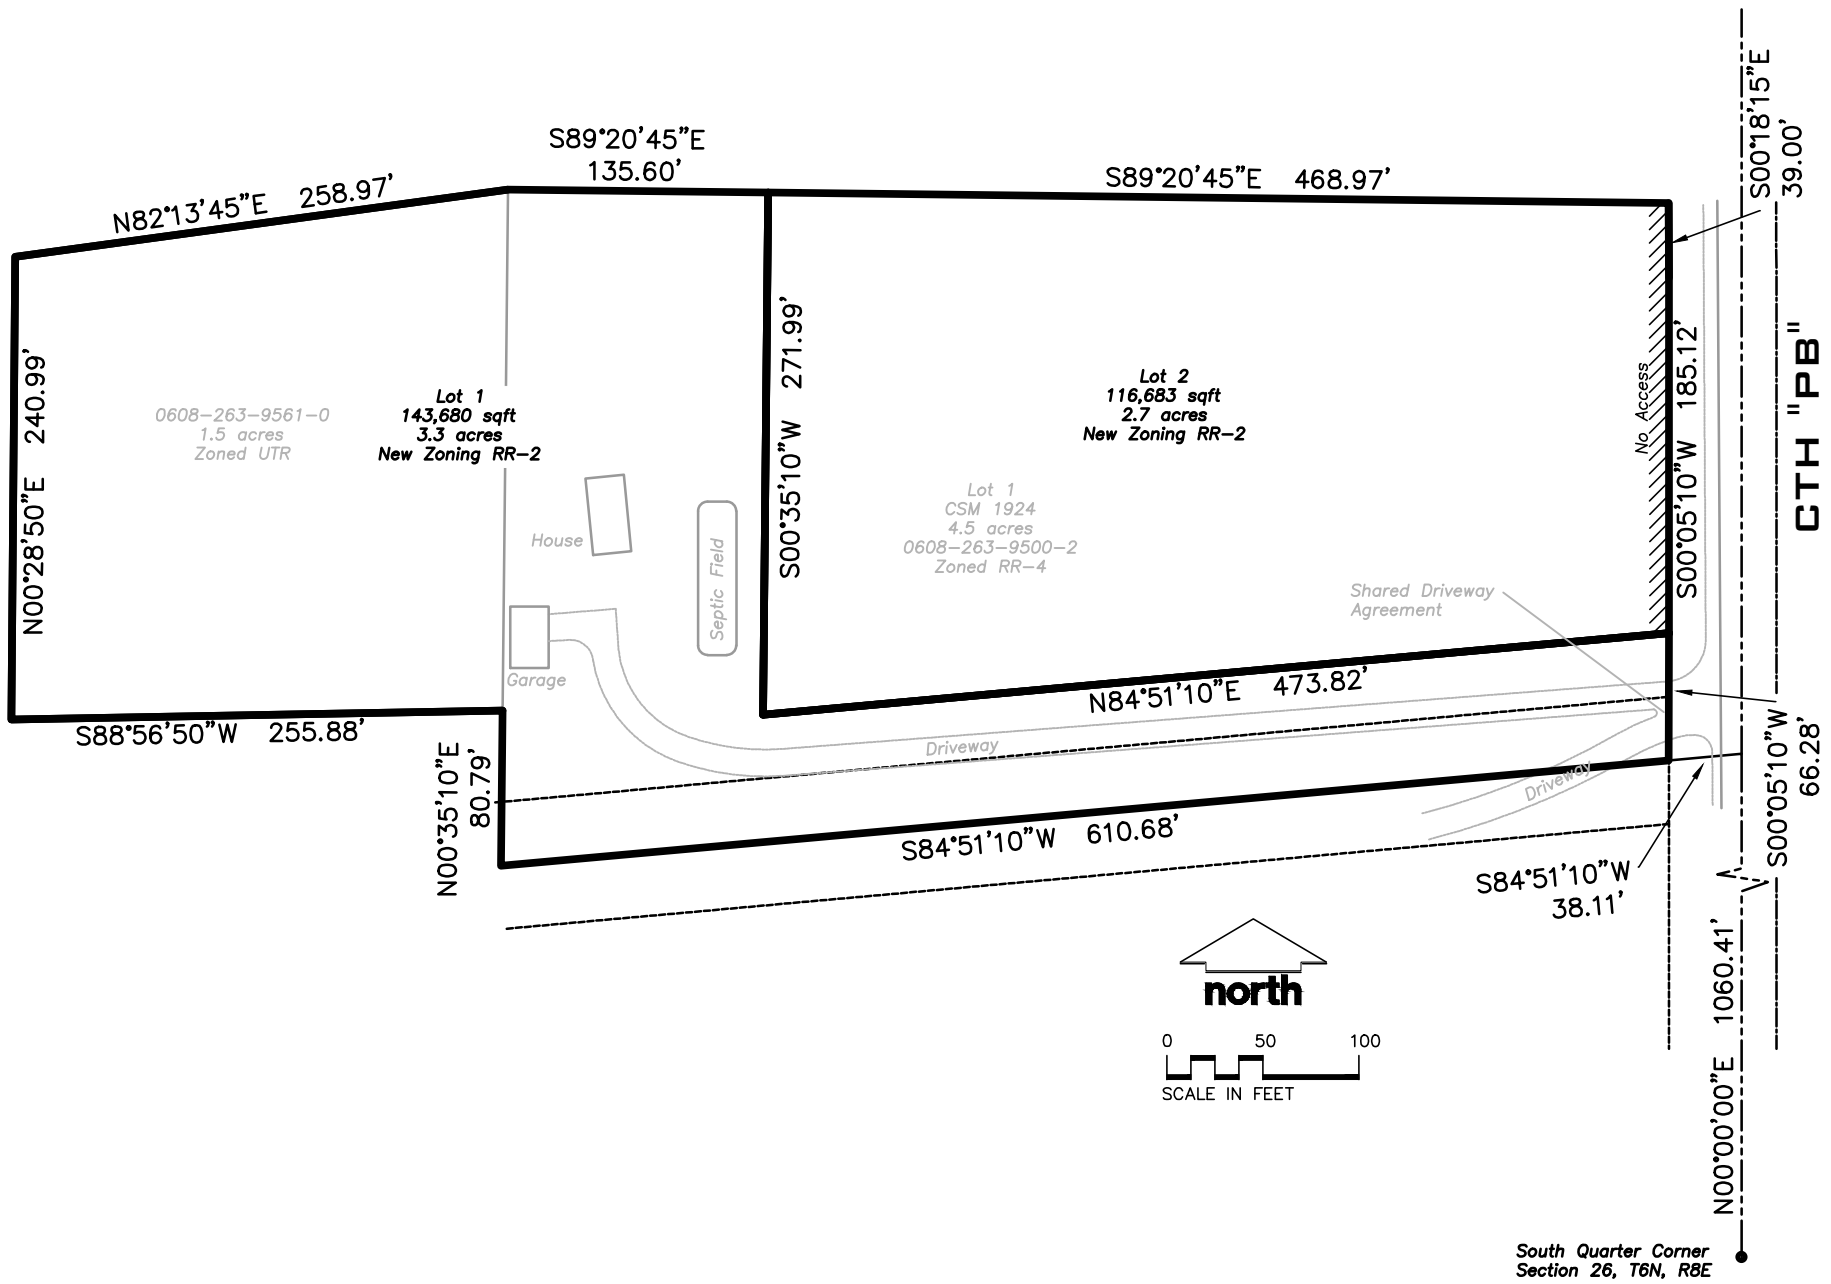 S00°18'15"E
39.00'
S89°20'45"E
135.60'
S89°20'45"E 468.97'
N82°13'45"E 258.97'
N00°28'50"E 240.99'
0608-263-9561-0
1.5 acres
Zoned UTR
Lot 1
143,680 sqft
3.3 acres
New Zoning RR-2
S00°35'10"W 271.99'
Lot 2
116,683 sqft
2.7 acres
New Zoning RR-2
No Access
S00°05'10"W 185.12'
CTH "PB"
Lot 1
CSM 1924
4.5 acres
0608-263-9500-2
Zoned RR-4
House
Septic Field
Garage
Shared Driveway
Agreement
N84°51'10"E 473.82'
S88°56'50"W 255.88'
N00°35'10"E
80.79'
Driveway
Driveway
S84°51'10"W 610.68'
S00°05'10"W
66.28'
S84°51'10"W
38.11'
north
0 50 100
SCALE IN FEET
N00°00'00"E 1060.41'
South Quarter Corner
Section 26, T6N, R8E